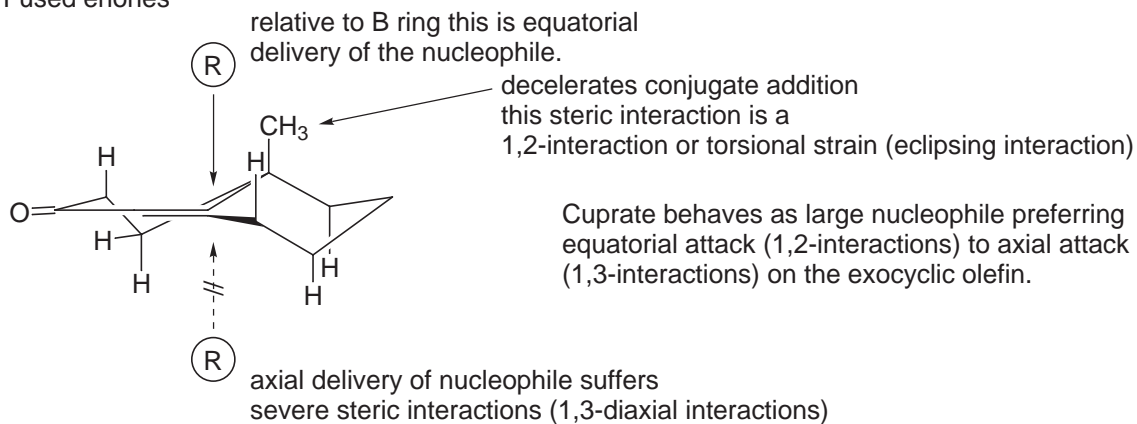 used enones
relative to B ring this is equatorial
delivery of the nucleophile.
R
decelerates conjugate addition
this steric interaction is a
1,2-interaction or torsional strain (eclipsing interaction)
CH3
H
H
O
H
H
H
H
Cuprate behaves as large nucleophile preferring
equatorial attack (1,2-interactions) to axial attack
(1,3-interactions) on the exocyclic olefin.
R
axial delivery of nucleophile suffers
severe steric interactions (1,3-diaxial interactions)